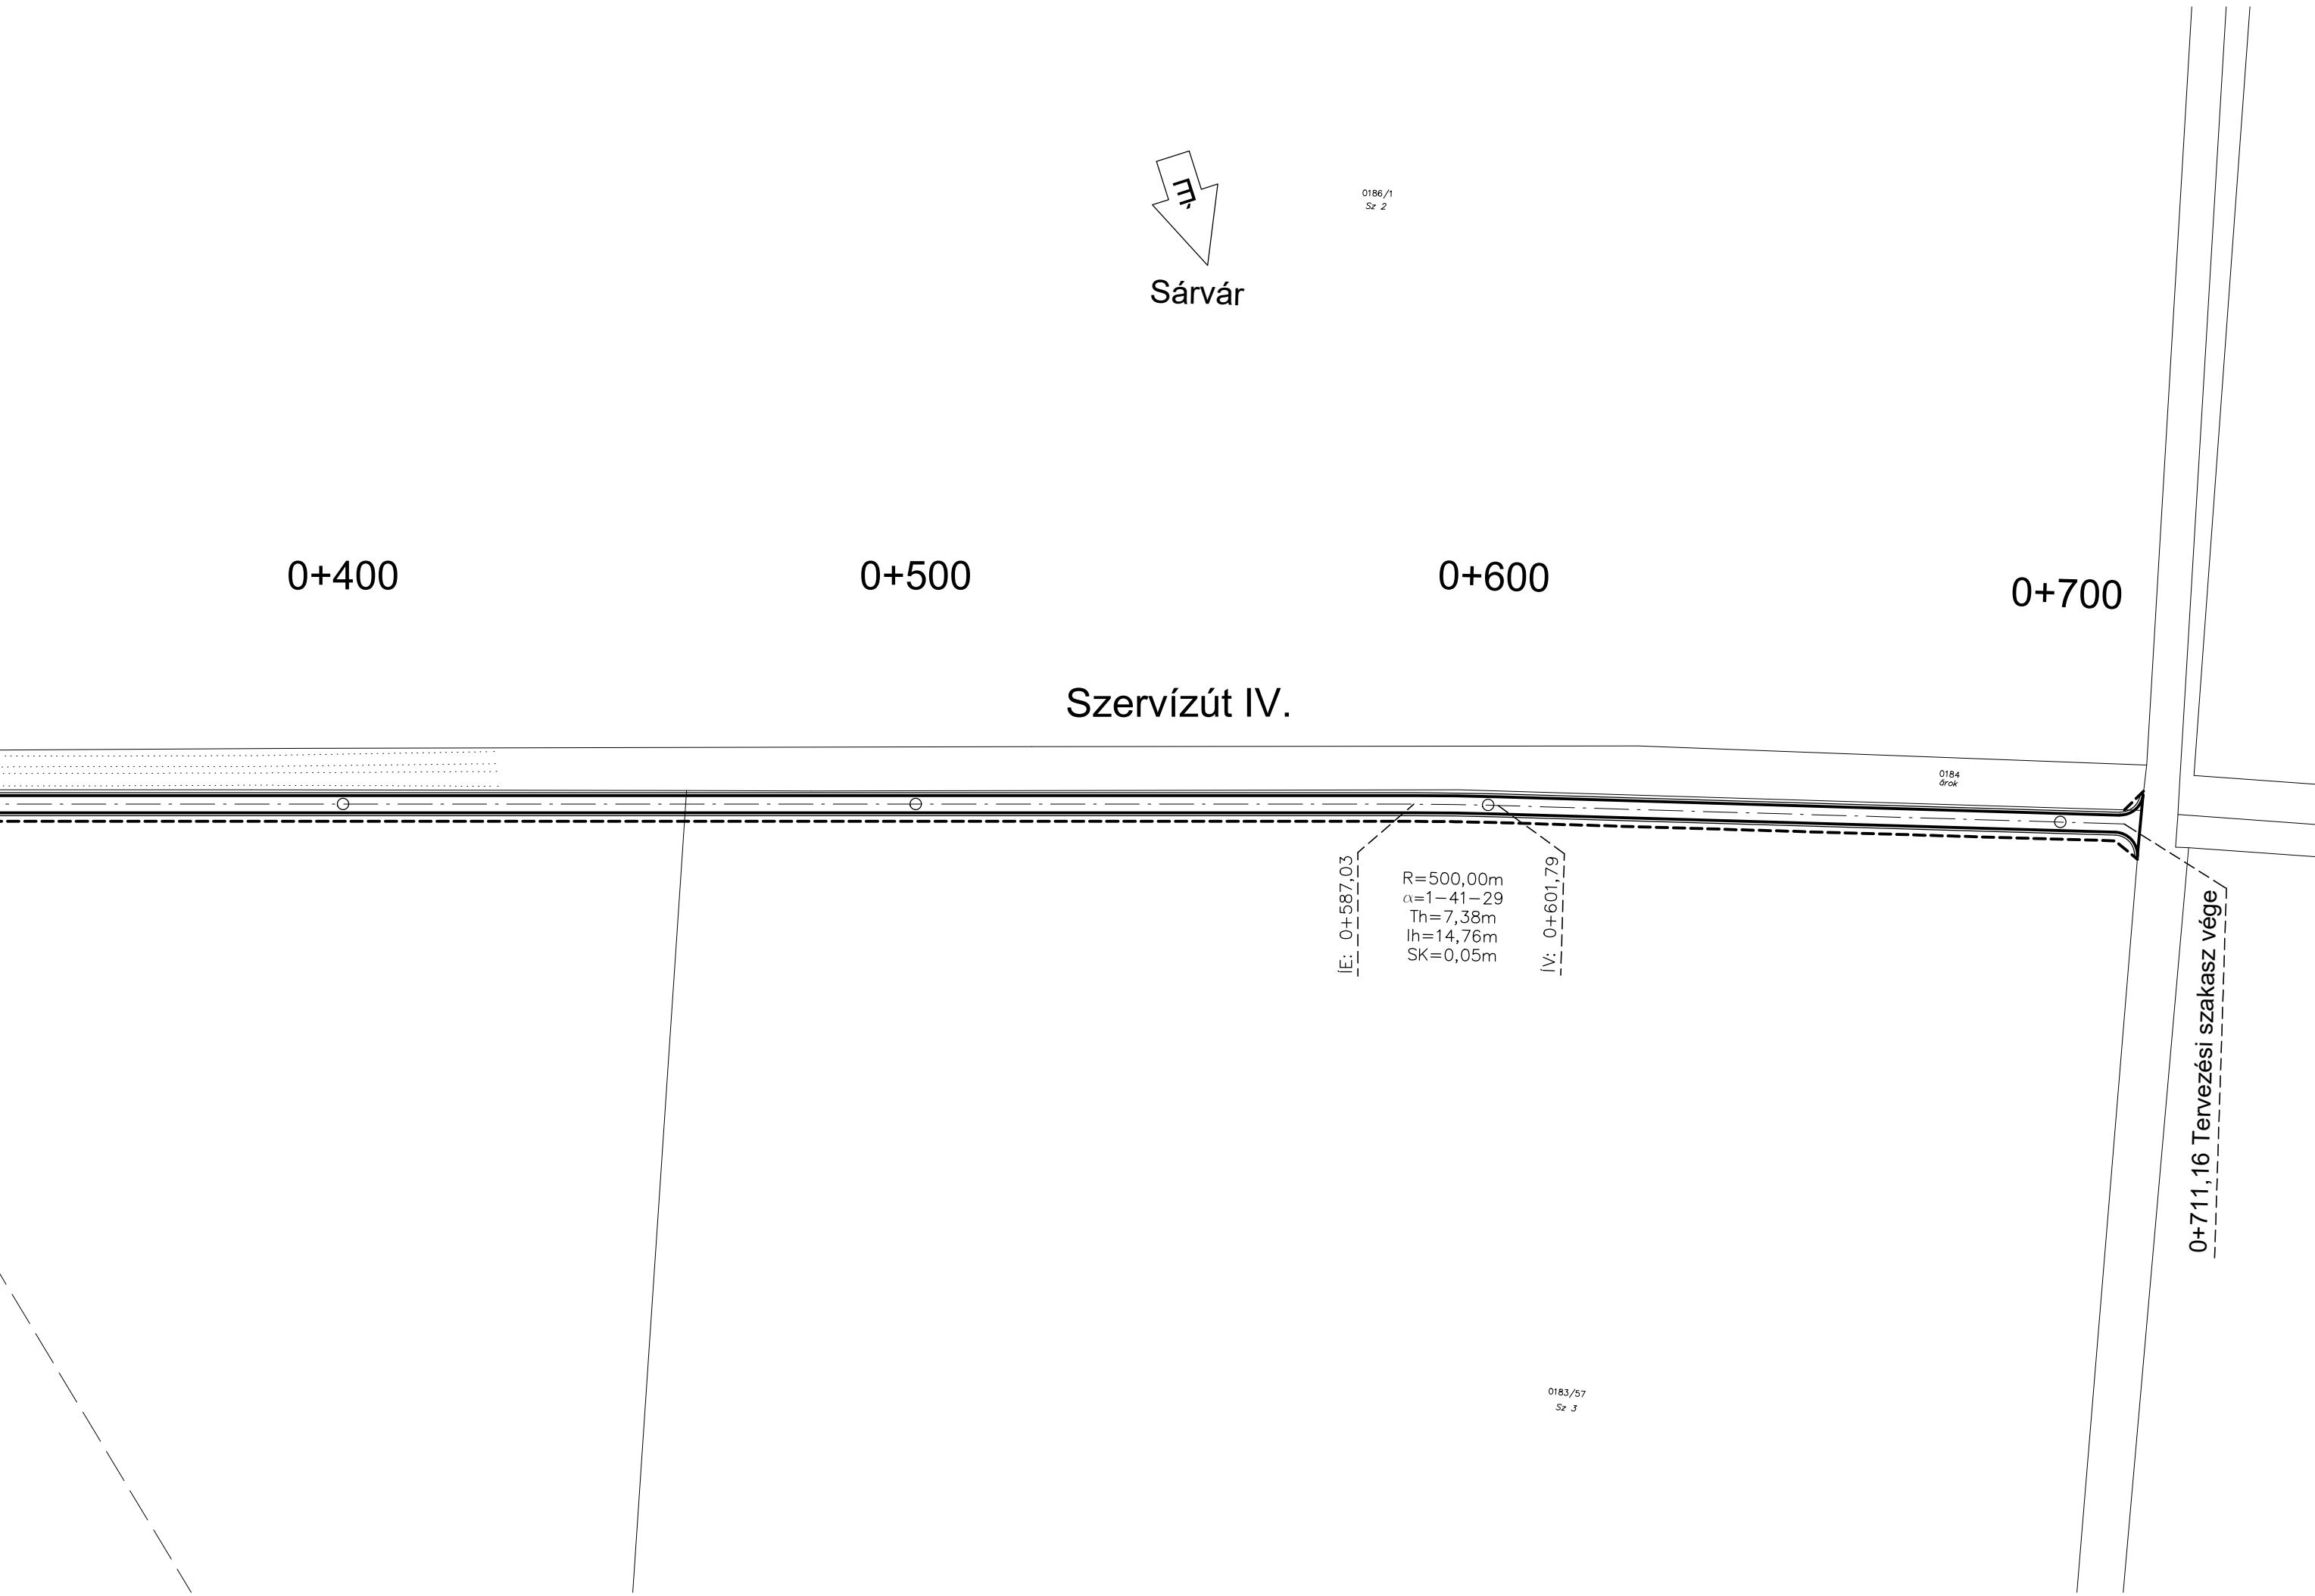 É
0186/1
Sz 2
Sárvár
0+400
0+500
0+600
0+700
Szervízút IV.
0184
árok
ÍE: 0+587,03
R=500,00m
α=1-41-29
Th=7,38m
Ih=14,76m
SK=0,05m
ÍV: 0+601,79
0+711,16 Tervezési szakasz vége
0183/57
Sz 3